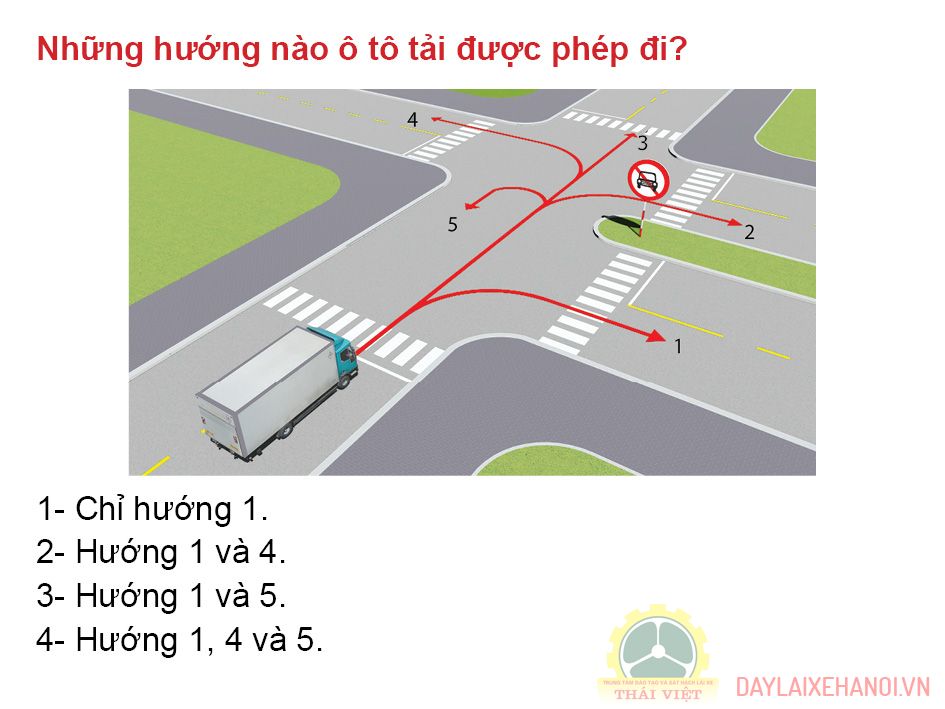 Những hướng nào ô tô tải được phép đi?
4
3
5
2
1
1- Chỉ hướng 1.
2- Hướng 1 và 4.
3- Hướng 1 và 5.
4- Hướng 1, 4 và 5.
TRUNG TÂM ĐÀO TẠO VÀ SÁT HẠCH LÁI XE
THÁI VIỆT
DAYLAIXEHANOI.VN